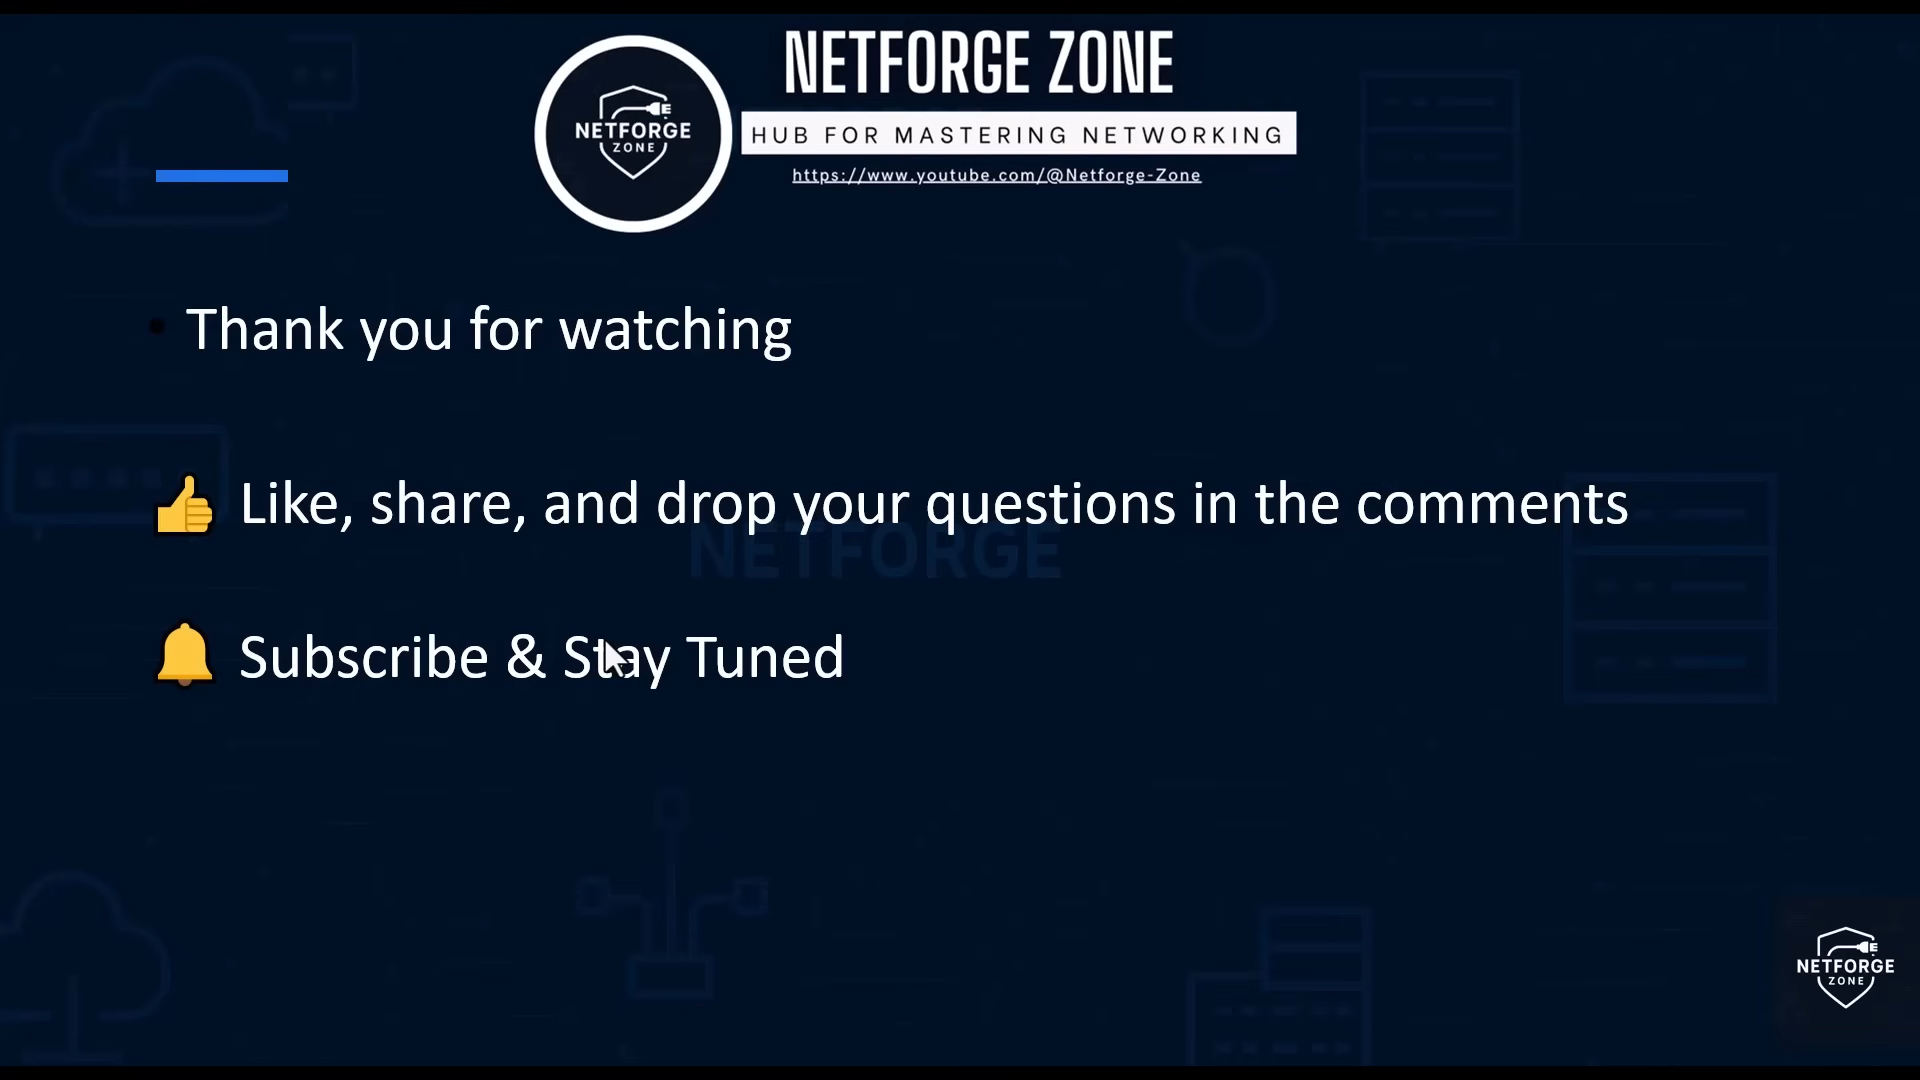 NETFORGE ZONE
NETFORGE
ZONE
HUB FOR MASTERING NETWORKING
https://www.youtube.com/@Netforge-Zone
• Thank you for watching
👍 Like, share, and drop your questions in the comments
NETFORGE
🔔 Subscribe & Stay Tuned
NETFORGE
ZONE